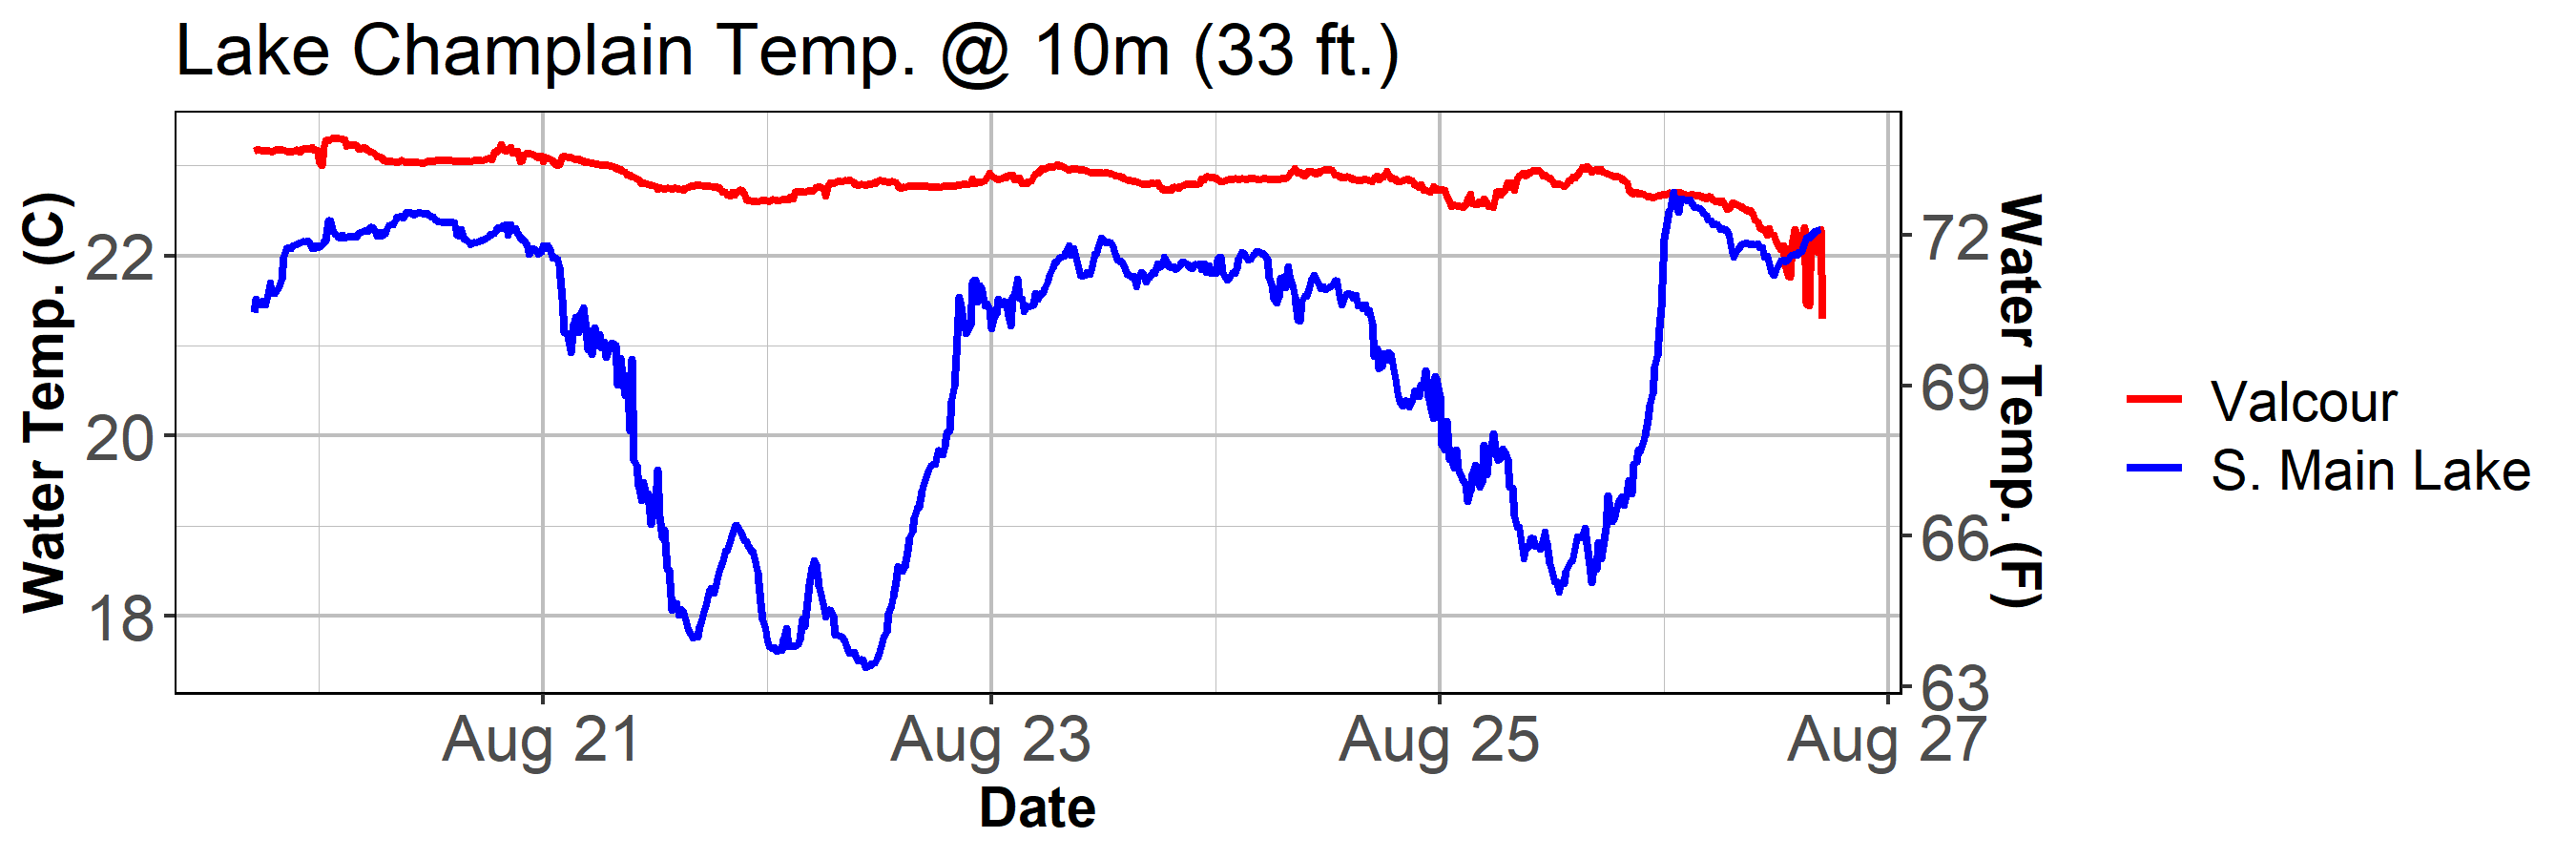 Lake Champlain Temp. @ 10m (33 ft.)
Water Temp. (C)
22
20
18
72
69
66
63
Water Temp. (F)
Aug 21
Aug 23
Aug 25
Aug 27
Date
Valcour
S. Main Lake